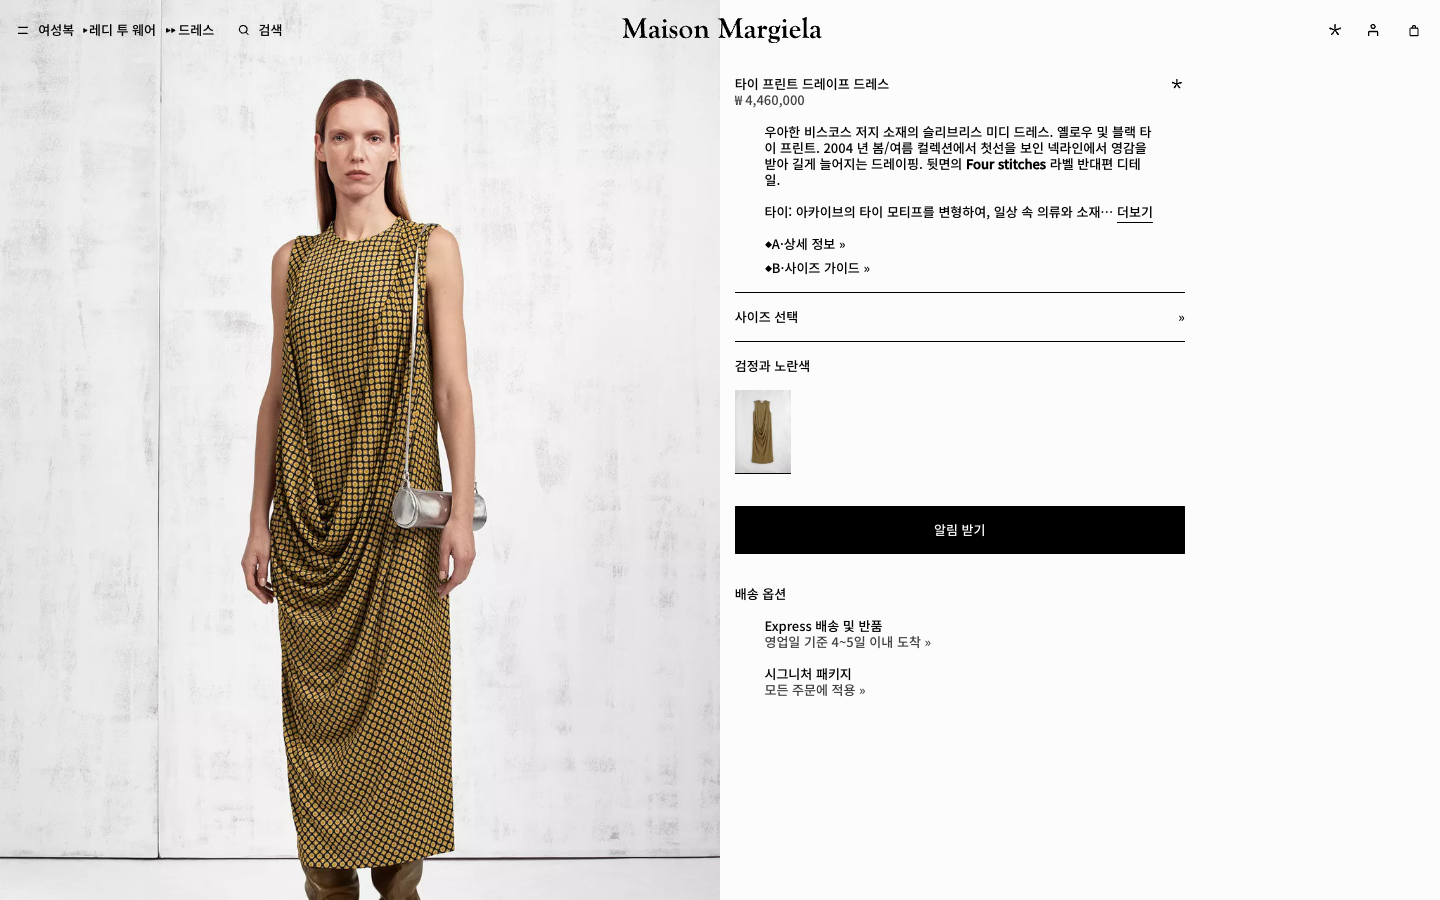 여성복 ▸레디 투 웨어 ▸▸드레스 검색
Maison Margiela
타이 프린트 드레이프 드레스
₩ 4,460,000
우아한 비스코스 저지 소재의 슬리브리스 미디 드레스. 옐로우 및 블랙 타
이 프린트. 2004 년 봄/여름 컬렉션에서 첫선을 보인 넥라인에서 영감을
받아 길게 늘어지는 드레이핑. 뒷면의 Four stitches 라벨 반대편 디테
일.
타이: 아카이브의 타이 모티프를 변형하여, 일상 속 의류와 소재… 더보기
◆A·상세 정보 »
◆B·사이즈 가이드 »
사이즈 선택 »
검정과 노란색
알림 받기
배송 옵션
Express 배송 및 반품
영업일 기준 4~5일 이내 도착 »
시그니처 패키지
모든 주문에 적용 »